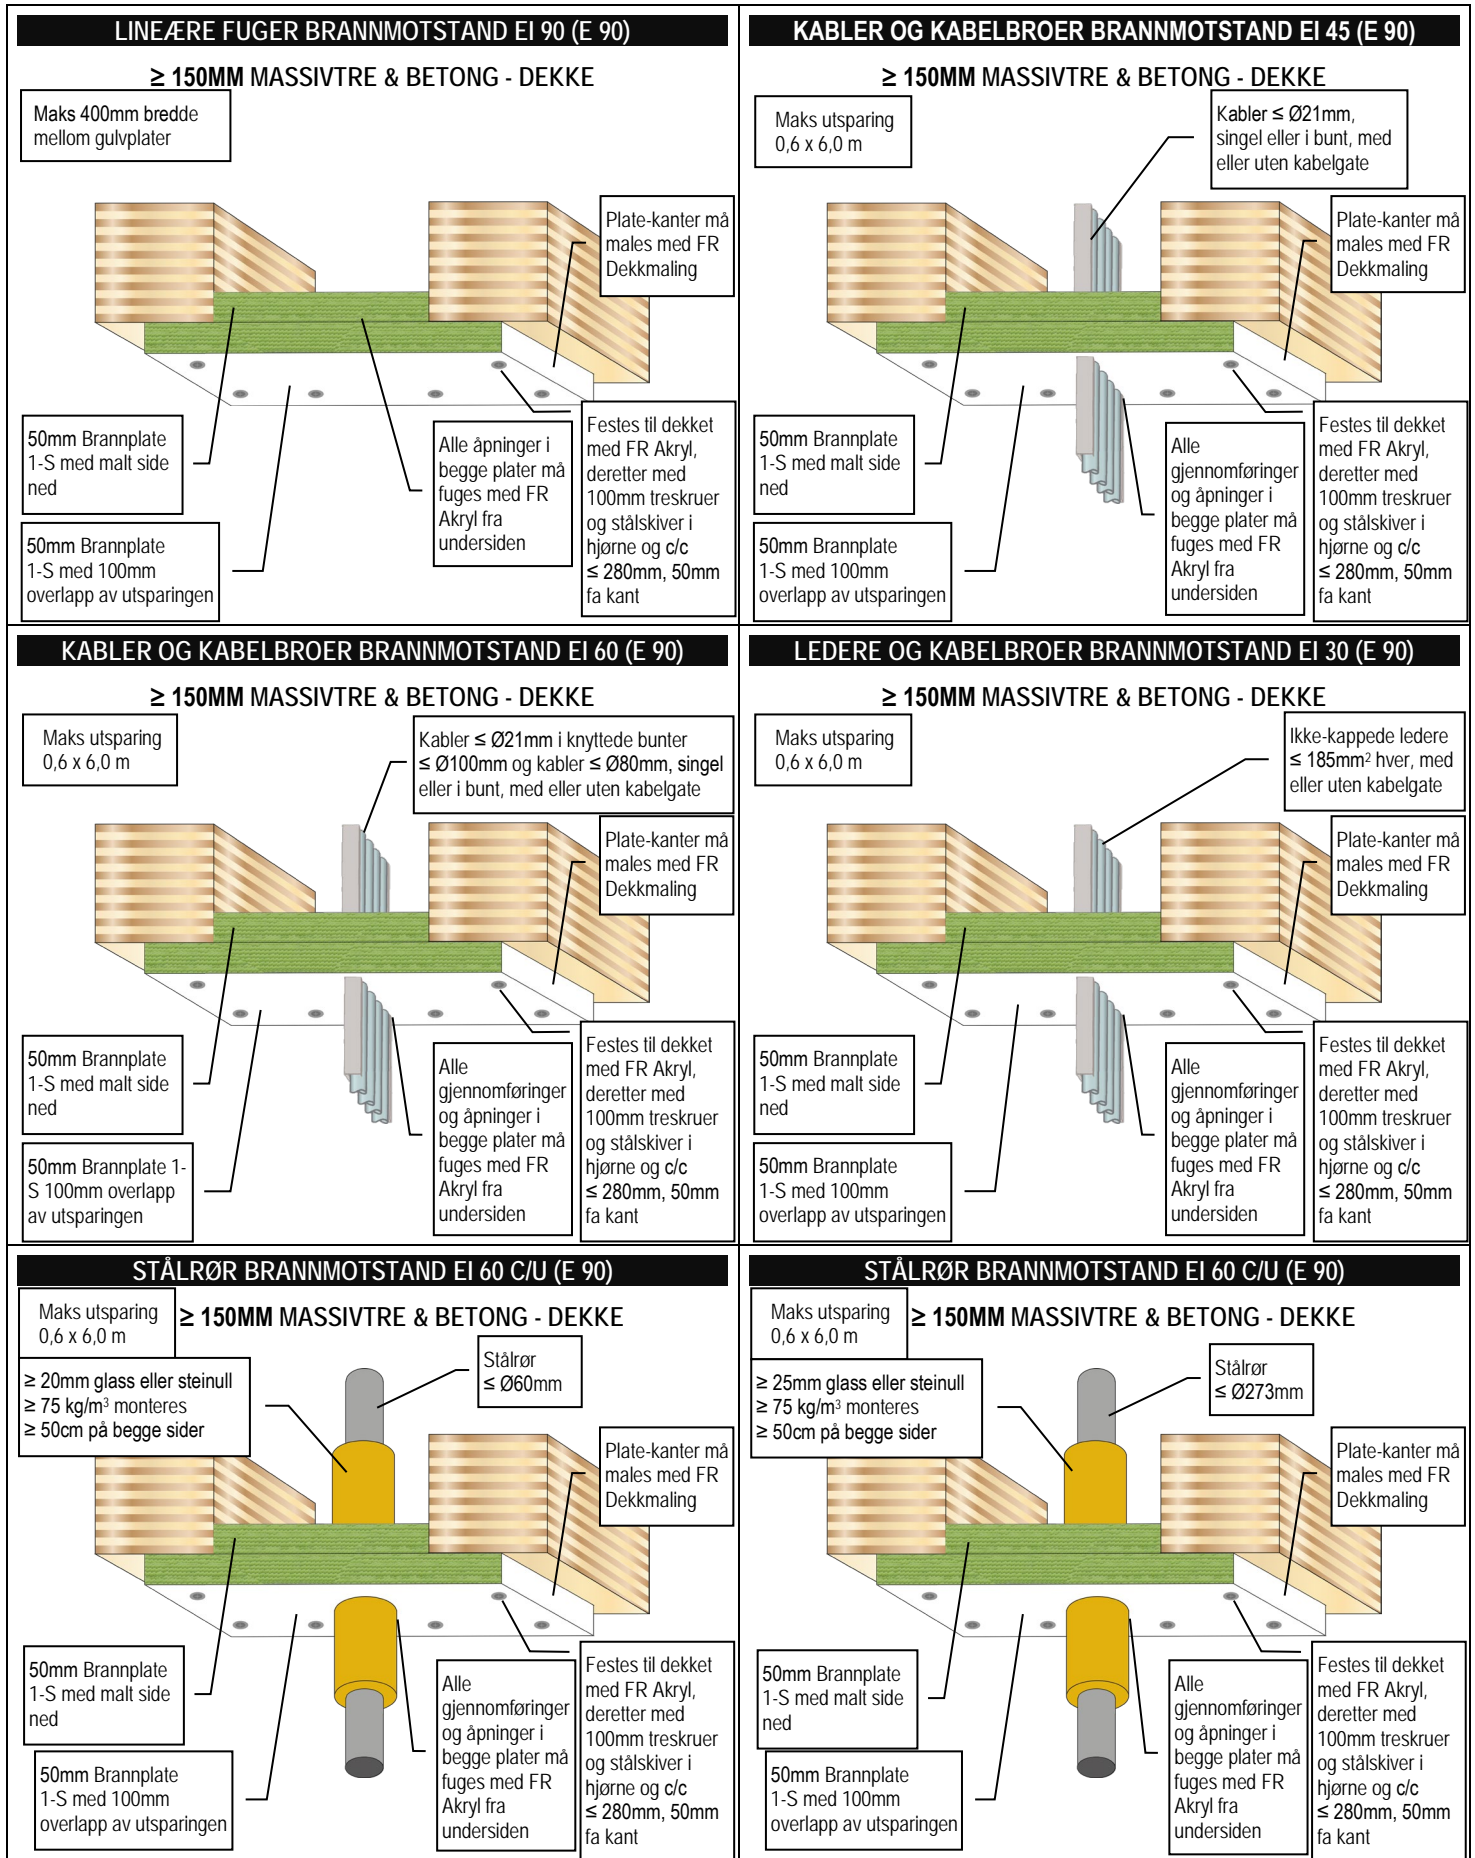 LINEÆRE FUGER BRANNMOTSTAND EI 90 (E 90)
≥ 150MM MASSIVTRE & BETONG - DEKKE
Maks 400mm bredde
mellom gulvplater
Plate-kanter må
males med FR
Dekkmaling
50mm Brannplate
1-S med malt side
ned
50mm Brannplate
1-S med 100mm
overlapp av utsparingen
Alle åpninger i
begge plater må
fuges med FR
Akryl fra
undersiden
Festes til dekket
med FR Akryl,
deretter med
100mm treskruer
og stålskiver i
hjørne og c/c
≤ 280mm, 50mm
fa kant
KABLER OG KABELBROER BRANNMOTSTAND EI 45 (E 90)
≥ 150MM MASSIVTRE & BETONG - DEKKE
Maks utsparing
0,6 x 6,0 m
Kabler ≤ Ø21mm,
singel eller i bunt, med
eller uten kabelgate
Plate-kanter må
males med FR
Dekkmaling
50mm Brannplate
1-S med malt side
ned
50mm Brannplate
1-S med 100mm
overlapp av utsparingen
Alle
gjennomføringer
og åpninger i
begge plater må
fuges med FR
Akryl fra
undersiden
Festes til dekket
med FR Akryl,
deretter med
100mm treskruer
og stålskiver i
hjørne og c/c
≤ 280mm, 50mm
fa kant
KABLER OG KABELBROER BRANNMOTSTAND EI 60 (E 90)
≥ 150MM MASSIVTRE & BETONG - DEKKE
Maks utsparing
0,6 x 6,0 m
Kabler ≤ Ø21mm i knyttede bunter
≤ Ø100mm og kabler ≤ Ø80mm, singel
eller i bunt, med eller uten kabelgate
Plate-kanter må
males med FR
Dekkmaling
50mm Brannplate
1-S med malt side
ned
50mm Brannplate 1-
S 100mm overlapp
av utsparingen
Alle
gjennomføringer
og åpninger i
begge plater må
fuges med FR
Akryl fra
undersiden
Festes til dekket
med FR Akryl,
deretter med
100mm treskruer
og stålskiver i
hjørne og c/c
≤ 280mm, 50mm
fa kant
LEDERE OG KABELBROER BRANNMOTSTAND EI 30 (E 90)
≥ 150MM MASSIVTRE & BETONG - DEKKE
Maks utsparing
0,6 x 6,0 m
Ikke-kappede ledere
≤ 185mm² hver, med
eller uten kabelgate
Plate-kanter må
males med FR
Dekkmaling
50mm Brannplate
1-S med malt side
ned
50mm Brannplate
1-S med 100mm
overlapp av utsparingen
Alle
gjennomføringer
og åpninger i
begge plater må
fuges med FR
Akryl fra
undersiden
Festes til dekket
med FR Akryl,
deretter med
100mm treskruer
og stålskiver i
hjørne og c/c
≤ 280mm, 50mm
fa kant
STÅLRØR BRANNMOTSTAND EI 60 C/U (E 90)
Maks utsparing
0,6 x 6,0 m
≥ 150MM MASSIVTRE & BETONG - DEKKE
≥ 20mm glass eller steinull
≥ 75 kg/m³ monteres
≥ 50cm på begge sider
Stålrør
≤ Ø60mm
Plate-kanter må
males med FR
Dekkmaling
50mm Brannplate
1-S med malt side
ned
50mm Brannplate
1-S med 100mm
overlapp av utsparingen
Alle
gjennomføringer
og åpninger i
begge plater må
fuges med FR
Akryl fra
undersiden
Festes til dekket
med FR Akryl,
deretter med
100mm treskruer
og stålskiver i
hjørne og c/c
≤ 280mm, 50mm
fa kant
STÅLRØR BRANNMOTSTAND EI 60 C/U (E 90)
Maks utsparing
0,6 x 6,0 m
≥ 150MM MASSIVTRE & BETONG - DEKKE
≥ 25mm glass eller steinull
≥ 75 kg/m³ monteres
≥ 50cm på begge sider
Stålrør
≤ Ø273mm
Plate-kanter må
males med FR
Dekkmaling
50mm Brannplate
1-S med malt side
ned
50mm Brannplate
1-S med 100mm
overlapp av utsparingen
Alle
gjennomføringer
og åpninger i
begge plater må
fuges med FR
Akryl fra
undersiden
Festes til dekket
med FR Akryl,
deretter med
100mm treskruer
og stålskiver i
hjørne og c/c
≤ 280mm, 50mm
fa kant